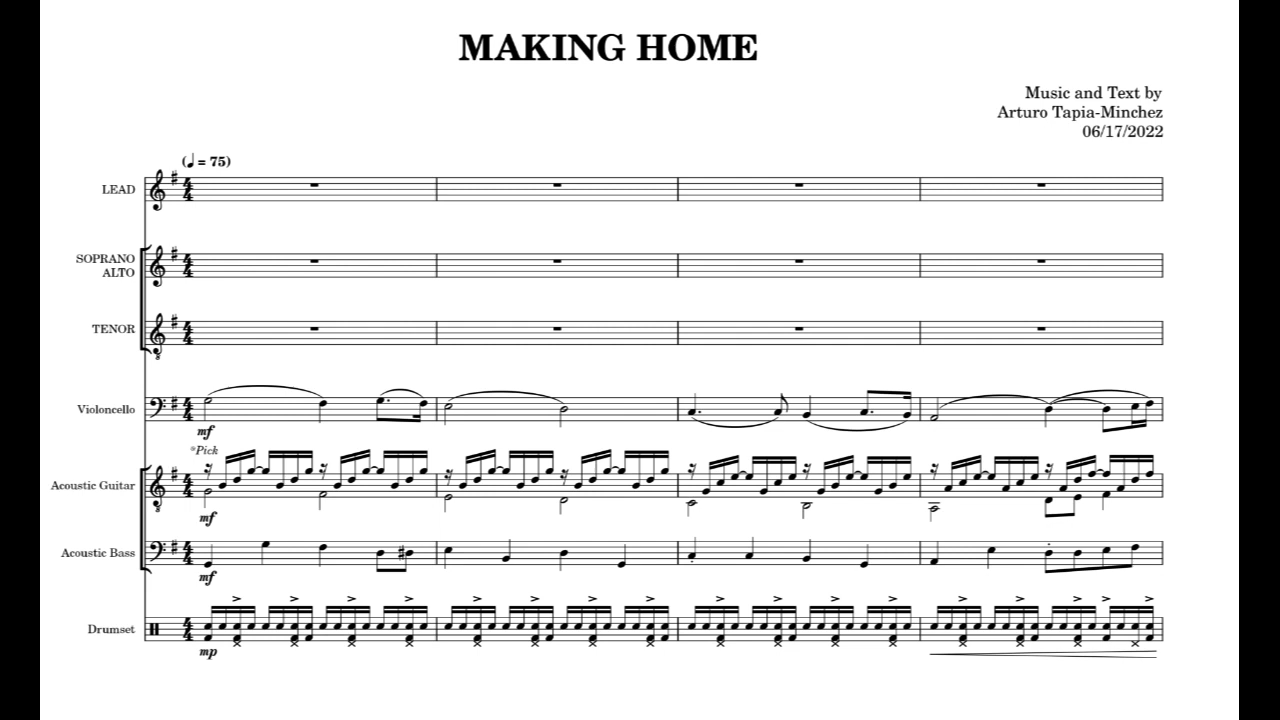 MAKING HOME
Music and Text by
Arturo Tapia-Minchez
06/17/2022
(♩ = 75)
LEAD
SOPRANO
ALTO
TENOR
Violoncello
mf
*Pick
Acoustic Guitar
mf
Acoustic Bass
mf
Drumset
mp